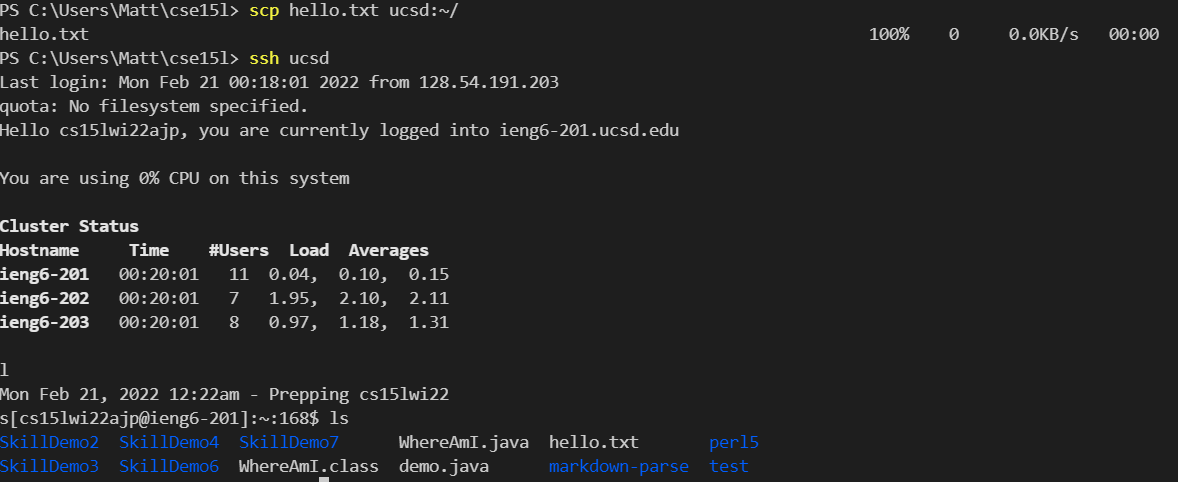 PS C:\Users\Matt\cse15l> scp hello.txt ucsd:~/
hello.txt 100% 0 0.0KB/s 00:00
PS C:\Users\Matt\cse15l> ssh ucsd
Last login: Mon Feb 21 00:18:01 2022 from 128.54.191.203
quota: No filesystem specified.
Hello cs15lwi22ajp, you are currently logged into ieng6-201.ucsd.edu
You are using 0% CPU on this system
Cluster Status
Hostname Time #Users Load Averages
ieng6-201 00:20:01 11 0.04, 0.10, 0.15
ieng6-202 00:20:01 7 1.95, 2.10, 2.11
ieng6-203 00:20:01 8 0.97, 1.18, 1.31
l
Mon Feb 21, 2022 12:22am - Prepping cs15lwi22
s[cs15lwi22ajp@ieng6-201]:~:168$ ls
SkillDemo2 SkillDemo4 SkillDemo7 WhereAmI.java hello.txt perl5
SkillDemo3 SkillDemo6 WhereAmI.class demo.java markdown-parse test